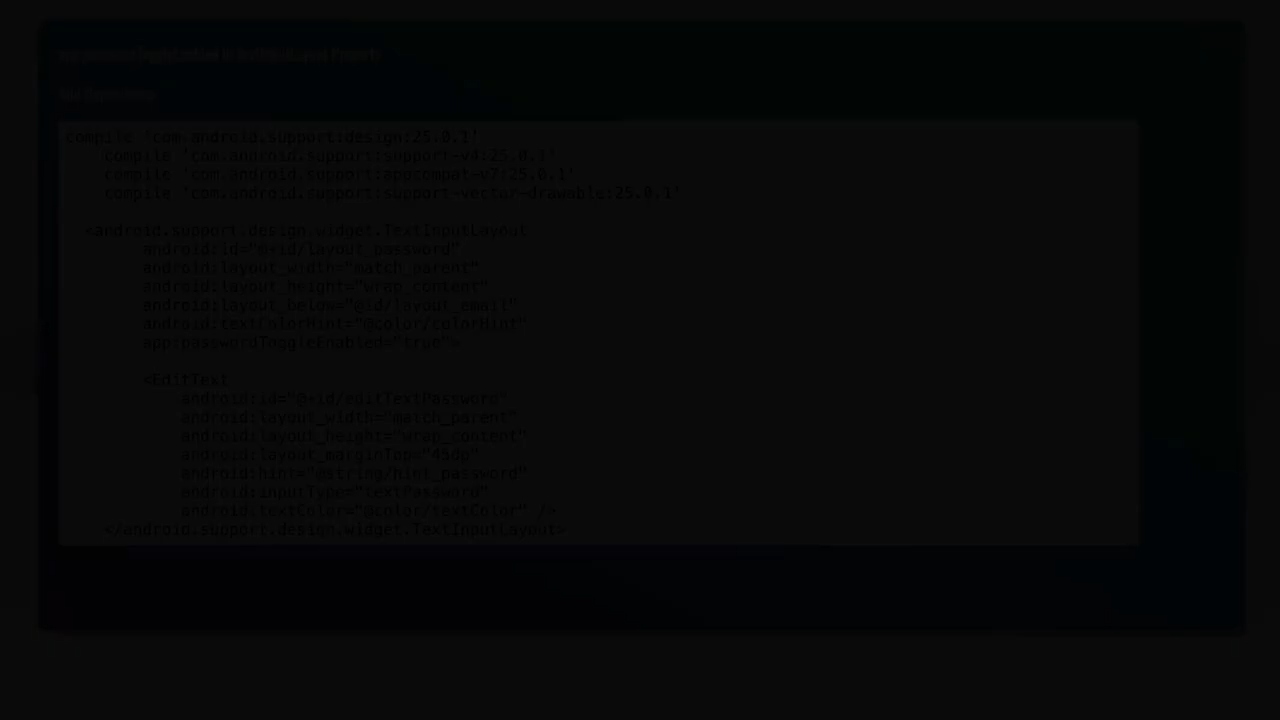 compile 'com.android.support:design:25.0.1'
compile 'com.android.support:support-v4:25.0.1'
compile 'com.android.support:appcompat-v7:25.0.1'
compile 'com.android.support:support-vector-drawable:25.0.1'
<android.support.design.widget.TextInputLayout
android:id="@+id/layout_password"
android:layout_width="match_parent"
android:layout_height="wrap_content"
android:layout_below="@id/layout_email"
android:textColorHint="@color/colorHint"
app:passwordToggleEnabled="true">
<EditText
android:id="@+id/editTextPassword"
android:layout_width="match_parent"
android:layout_height="wrap_content"
android:layout_marginTop="45dp"
android:hint="@string/hint_password"
android:inputType="textPassword"
android:textColor="@color/textColor" />
</android.support.design.widget.TextInputLayout>